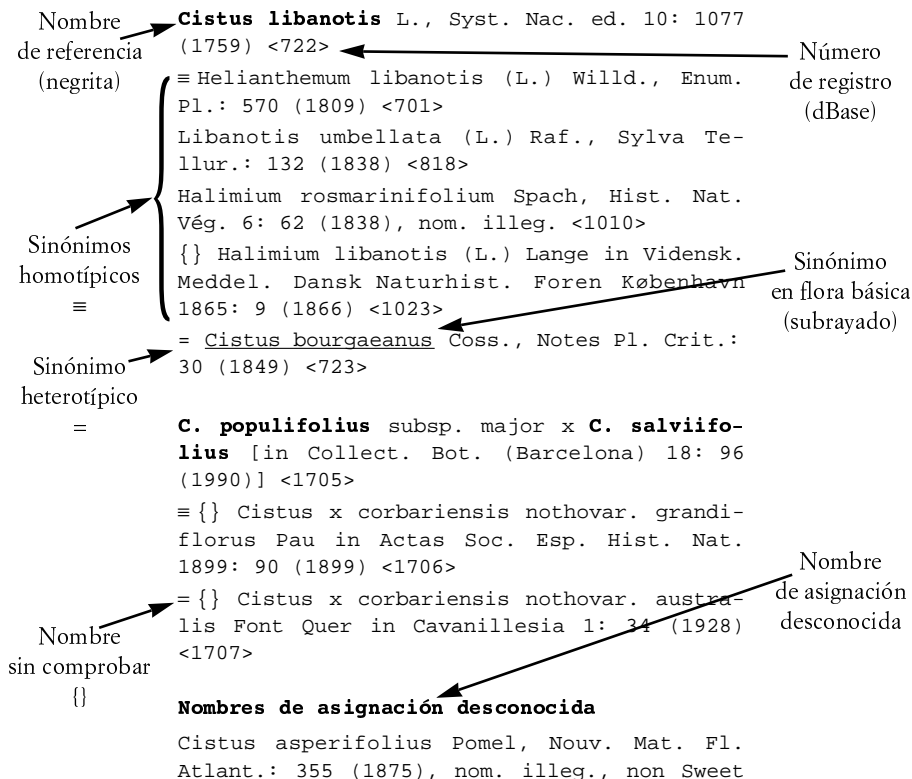 Nombre
de referencia
(negrita)
Cistus libanotis L., Syst. Nac. ed. 10: 1077
(1759) <722>
Número
de registro
(dBase)
≡ Helianthemum libanotis (L.) Willd., Enum.
Pl.: 570 (1809) <701>
Libanotis umbellata (L.) Raf., Sylva Te-
llur.: 132 (1838) <818>
Halimium rosmarinifolium Spach, Hist. Nat.
Vég. 6: 62 (1838), nom. illeg. <1010>
{} Halimium libanotis (L.) Lange in Vidensk.
Meddel. Dansk Naturhist. Foren København
1865: 9 (1866) <1023>
Sinónimos
homotípicos
≡
Sinónimo
en flora básica
(subrayado)
= Cistus bourgaeanus Coss., Notes Pl. Crit.:
30 (1849) <723>
Sinónimo
heterotípico
=
C. populifolius subsp. major x C. salviifo-
lius [in Collect. Bot. (Barcelona) 18: 96
(1990)] <1705>
≡ {} Cistus x corbariensis nothovar. grandi-
florus Pau in Actas Soc. Esp. Hist. Nat.
1899: 90 (1899) <1706>
= {} Cistus x corbariensis nothovar. austra-
lis Font Quer in Cavanillesia 1: 34 (1928)
<1707>
Nombre
de asignación
desconocida
Nombre
sin comprobar
{}
Nombres de asignación desconocida
Cistus asperifolius Pomel, Nouv. Mat. Fl.
Atlant.: 355 (1875), nom. illeg., non Sweet